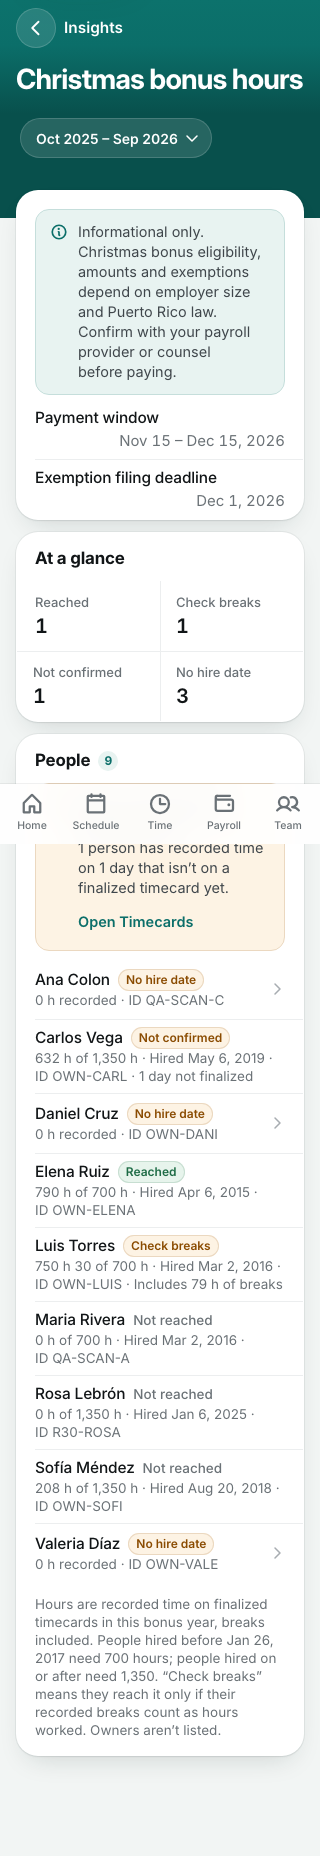 Insights
Christmas bonus hours
Oct 2025 – Sep 2026
Informational only.
Christmas bonus eligibility,
amounts and exemptions
depend on employer size
and Puerto Rico law.
Confirm with your payroll
provider or counsel
before paying.
Payment window
Nov 15 – Dec 15, 2026
Exemption filing deadline
Dec 1, 2026
At a glance
Reached
1
Check breaks
1
Not confirmed
1
No hire date
3
People 9
Home Schedule Time Payroll Team
1 person has recorded time
on 1 day that isn’t on a
finalized timecard yet.
Open Timecards
Ana Colon No hire date
0 h recorded · ID QA-SCAN-C
Carlos Vega Not confirmed
632 h of 1,350 h · Hired May 6, 2019 ·
ID OWN-CARL · 1 day not finalized
Daniel Cruz No hire date
0 h recorded · ID OWN-DANI
Elena Ruiz Reached
790 h of 700 h · Hired Apr 6, 2015 ·
ID OWN-ELENA
Luis Torres Check breaks
750 h 30 of 700 h · Hired Mar 2, 2016 ·
ID OWN-LUIS · Includes 79 h of breaks
Maria Rivera Not reached
0 h of 700 h · Hired Mar 2, 2016 ·
ID QA-SCAN-A
Rosa Lebrón Not reached
0 h of 1,350 h · Hired Jan 6, 2025 ·
ID R30-ROSA
Sofía Méndez Not reached
208 h of 1,350 h · Hired Aug 20, 2018 ·
ID OWN-SOFI
Valeria Díaz No hire date
0 h recorded · ID OWN-VALE
Hours are recorded time on finalized
timecards in this bonus year, breaks
included. People hired before Jan 26,
2017 need 700 hours; people hired on
or after need 1,350. “Check breaks”
means they reach it only if their
recorded breaks count as hours
worked. Owners aren’t listed.